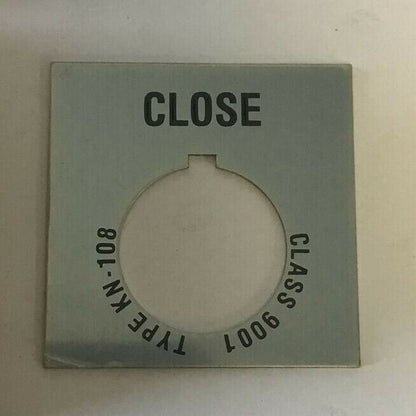 CLOSE
CLASS 9001 TYPE KN-108